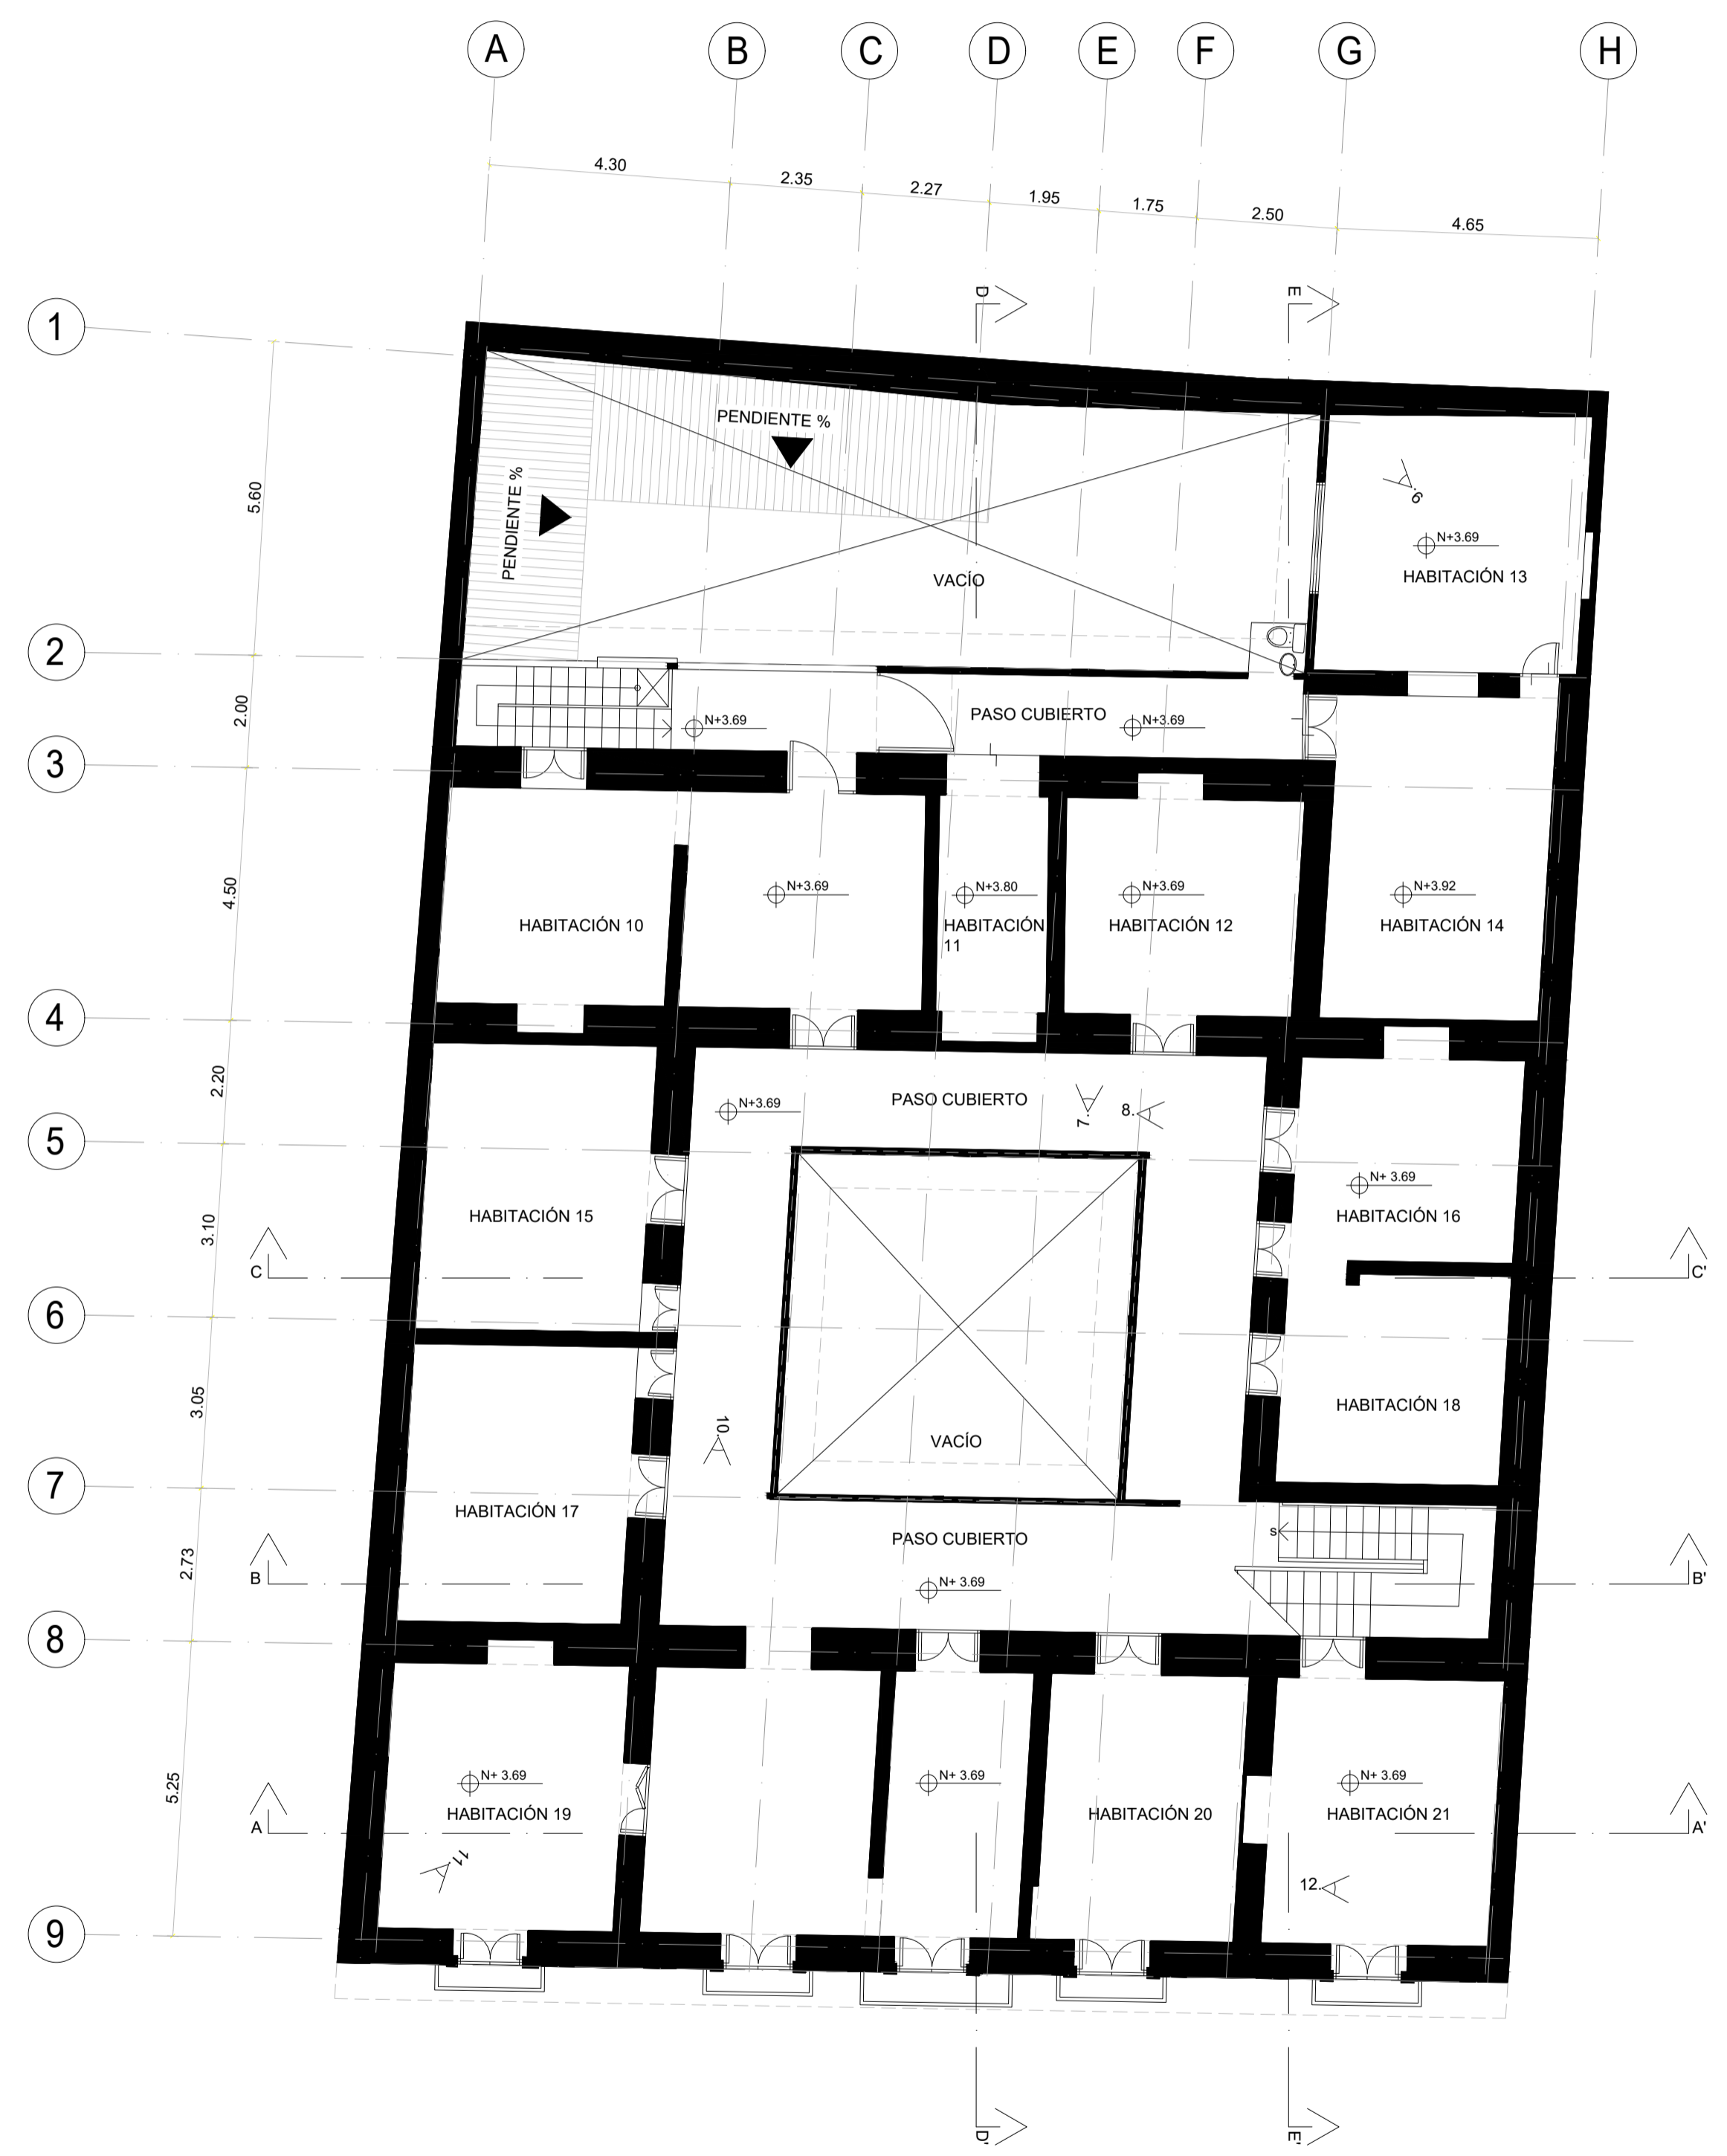 A B C D E F G H
4.30 2.35 2.27 1.95 1.75 2.50 4.65
D E
1
PENDIENTE %
PENDIENTE %
5.60
6.
N+3.69
HABITACIÓN 13
VACÍO
2
2.00
N+3.69
PASO CUBIERTO
N+3.69
3
4.50
N+3.69
N+3.80
N+3.69
N+3.92
HABITACIÓN 10
HABITACIÓN
11
HABITACIÓN 12
HABITACIÓN 14
4
2.20
N+3.69
PASO CUBIERTO
7.
8.
5
N+ 3.69
HABITACIÓN 15
HABITACIÓN 16
3.10
C C'
6
3.05
HABITACIÓN 18
10.
VACÍO
7
HABITACIÓN 17
S
PASO CUBIERTO
2.73
B B'
N+ 3.69
8
5.25
N+ 3.69
N+ 3.69
N+ 3.69
HABITACIÓN 19
HABITACIÓN 20
HABITACIÓN 21
A A'
11.
12.
9
D' E'